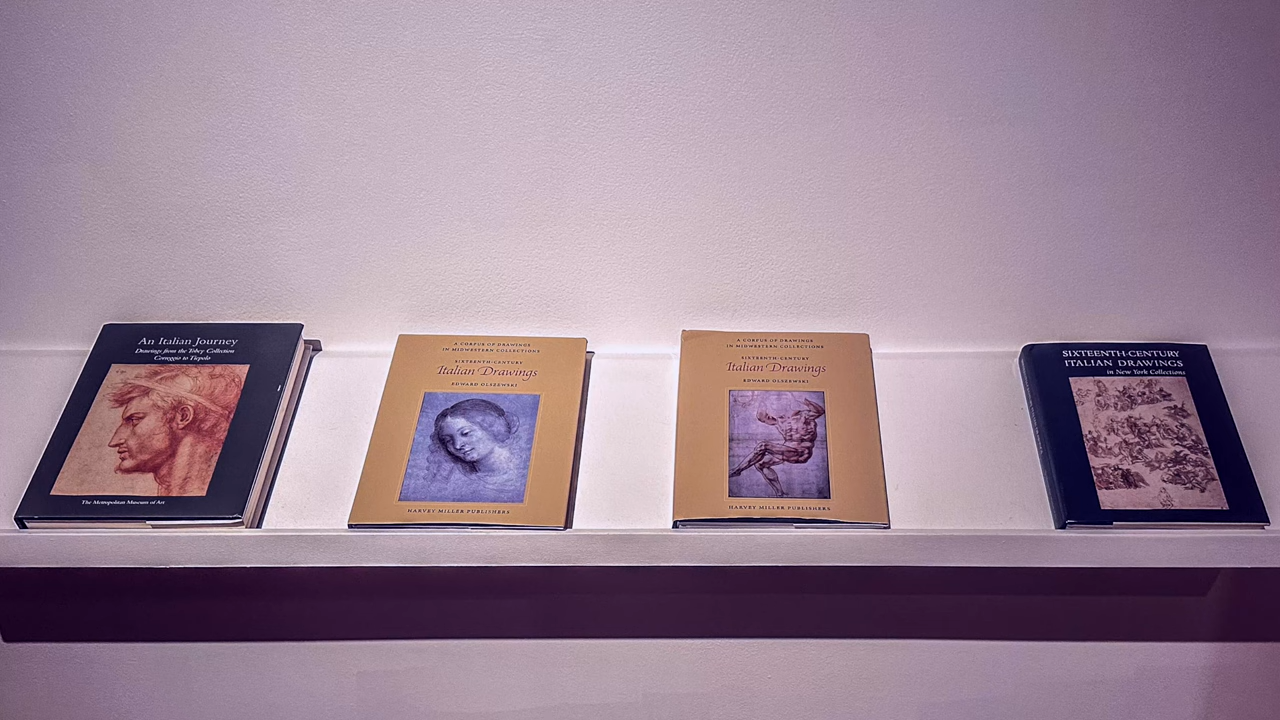 An Italian Journey
Drawings from the Tobey Collection
Correggio to Tiepolo
The Metropolitan Museum of Art
A CORPUS OF DRAWINGS
IN MIDWESTERN COLLECTIONS
SIXTEENTH-CENTURY
Italian Drawings
EDWARD OLSZEWSKI
HARVEY MILLER PUBLISHERS
A CORPUS OF DRAWINGS
IN MIDWESTERN COLLECTIONS
SIXTEENTH-CENTURY
Italian Drawings
EDWARD OLSZEWSKI
HARVEY MILLER PUBLISHERS
SIXTEENTH-CENTURY
ITALIAN DRAWINGS
in New York Collections